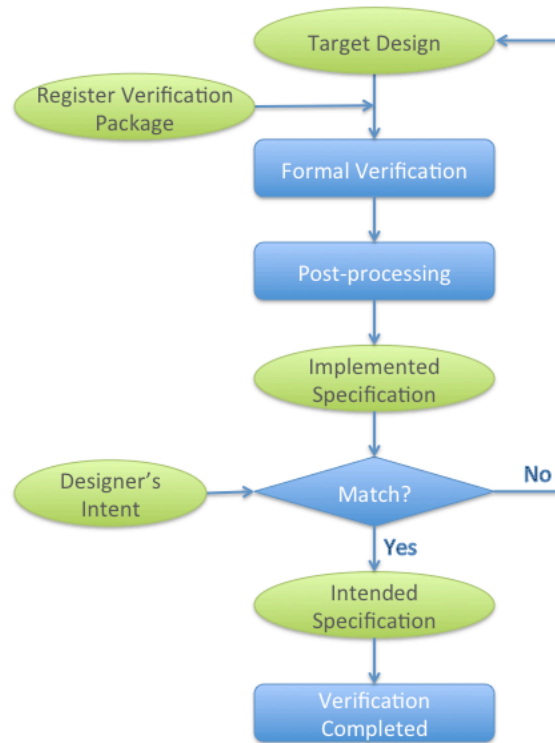 Target Design
Register Verification
Package
Formal Verification
Post-processing
Implemented
Specification
Designer's
Intent
Match?
No
Yes
Intended
Specification
Verification
Completed